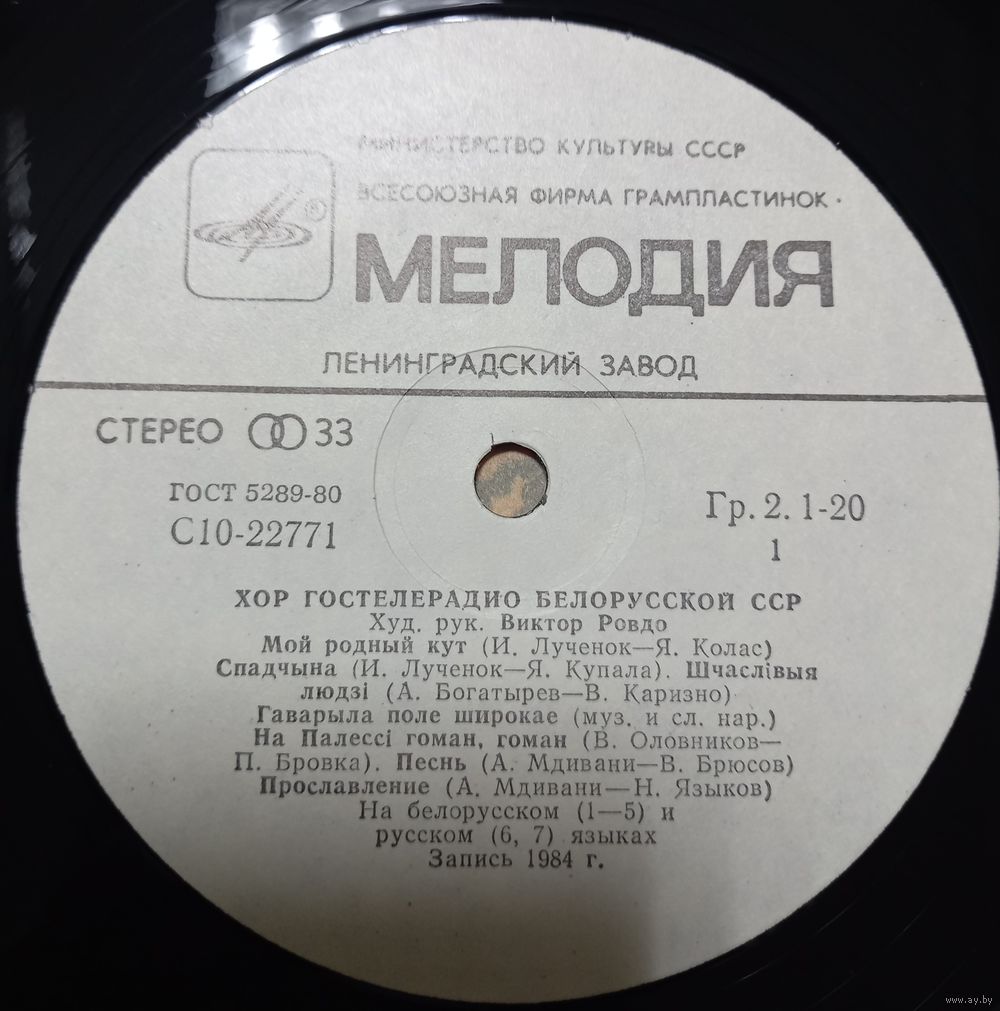 МИНИСТЕРСТВО КУЛЬТУРЫ СССР
ВСЕСОЮЗНАЯ ФИРМА ГРАМПЛАСТИНОК •
®
МЕЛОДИЯ
ЛЕНИНГРАДСКИЙ ЗАВОД
СТЕРЕО 33
ГОСТ 5289-80
С10-22771
Гр. 2. 1-20
1
ХОР ГОСТЕЛЕРАДИО БЕЛОРУССКОЙ ССР
Худ. рук. Виктор Ровдо
Мой родный кут (И. Лученок—Я. Колас)
Спадчына (И. Лученок—Я. Купала). Шчаслівыя
людзі (А. Богатырев—В. Каризно)
Гаварыла поле широкае (муз. и сл. нар.)
На Палессі гоман, гоман (В. Оловников—
П. Бровка). Песнь (А. Мдивани—В. Брюсов)
Прославление (А. Мдивани—Н. Языков)
На белорусском (1—5) и
русском (6, 7) языках
Запись 1984 г.
www.ay.by